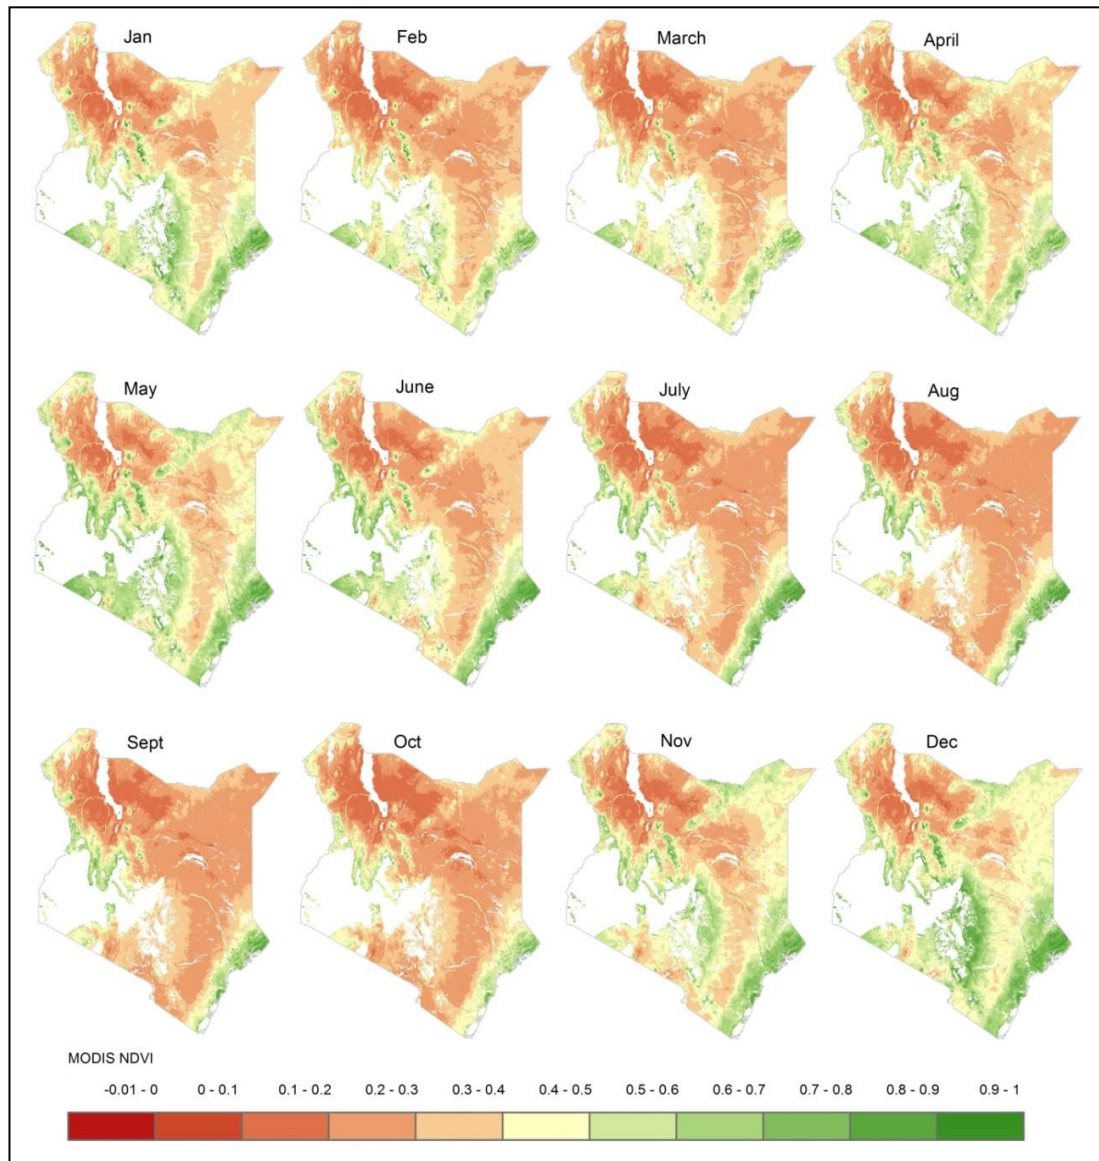 Jan Feb March April
May June July Aug
Sept Oct Nov Dec
MODIS NDVI
-0.01 - 0 0 - 0.1 0.1 - 0.2 0.2 - 0.3 0.3 - 0.4 0.4 - 0.5 0.5 - 0.6 0.6 - 0.7 0.7 - 0.8 0.8 - 0.9 0.9 - 1